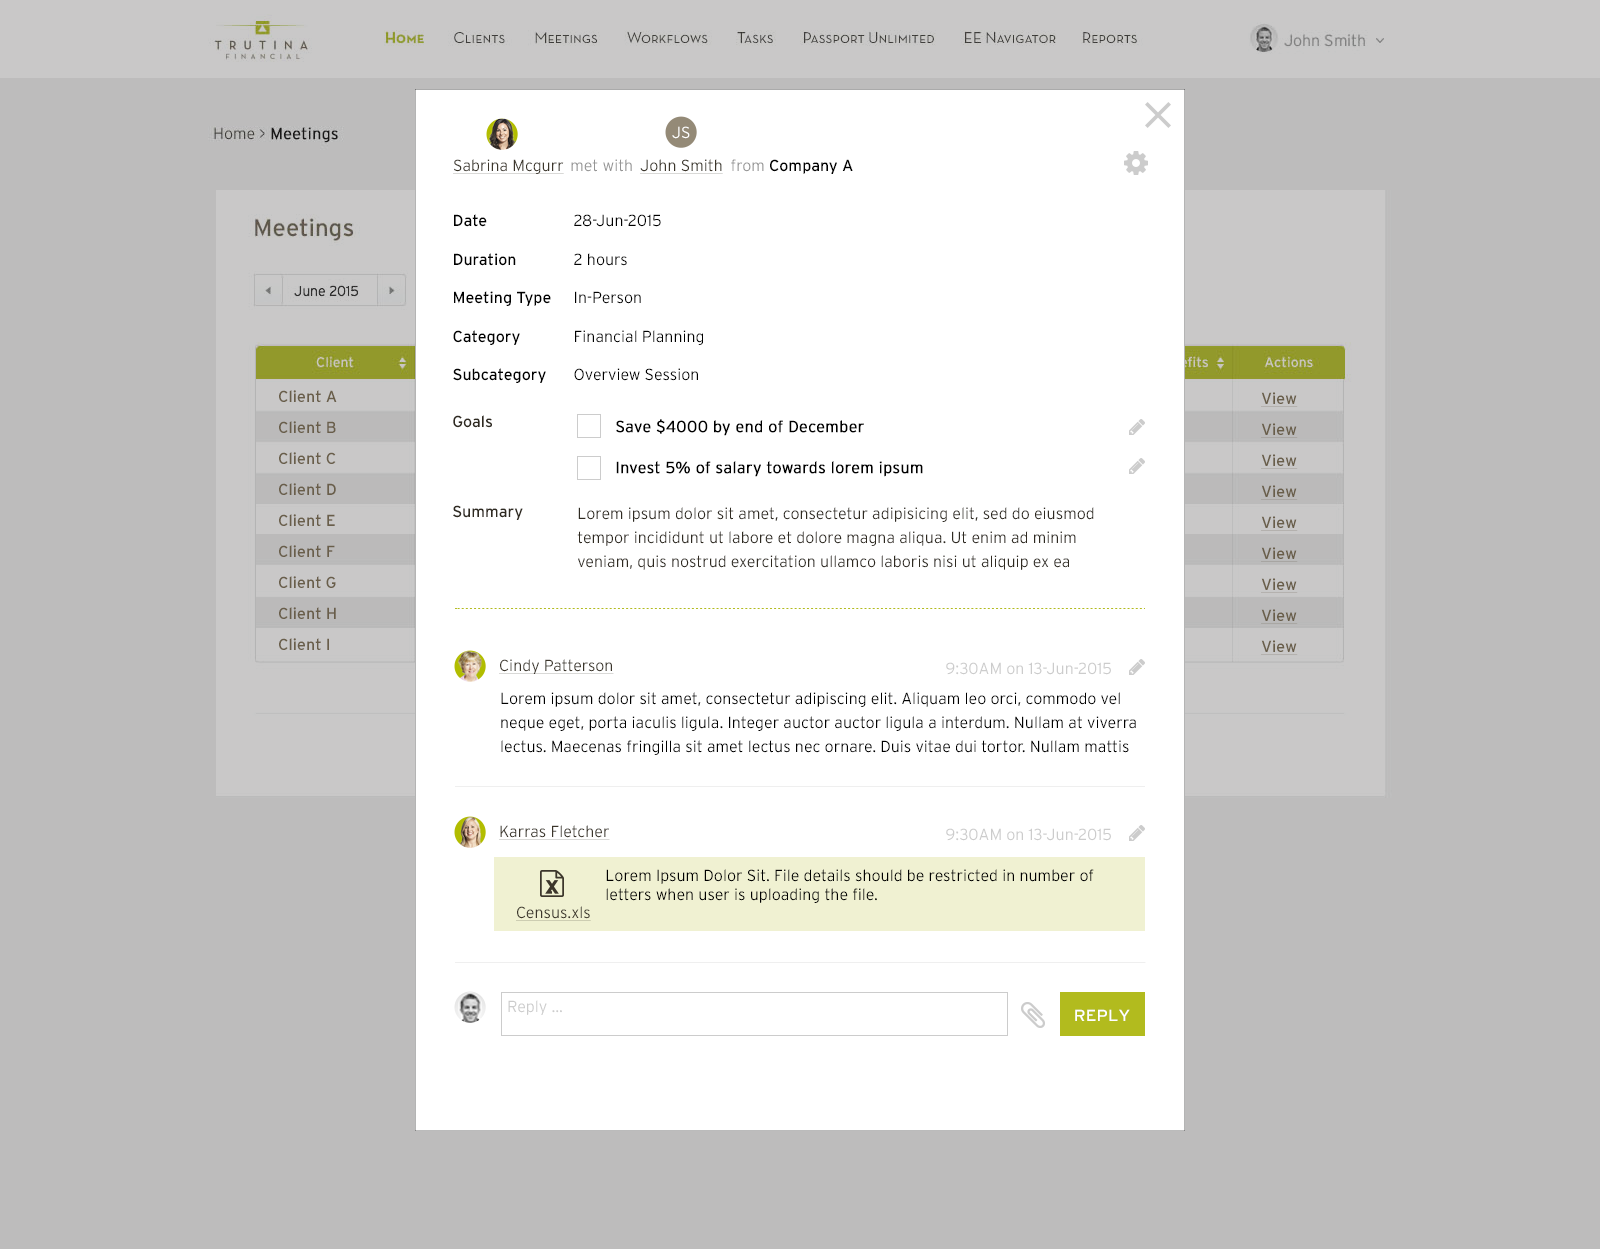 TRUTINA
FINANCIAL
Home Clients Meetings Workflows Tasks Passport Unlimited EE Navigator Reports
John Smith
Home > Meetings
Meetings
June 2015
Client
Client A
Client B
Client C
Client D
Client E
Client F
Client G
Client H
Client I
JS
Sabrina Mcgurr met with John Smith from Company A
Date 28-Jun-2015
Duration 2 hours
Meeting Type In-Person
Category Financial Planning
Subcategory Overview Session
Goals
Save $4000 by end of December
Invest 5% of salary towards lorem ipsum
Summary
Lorem ipsum dolor sit amet, consectetur adipisicing elit, sed do eiusmod
tempor incididunt ut labore et dolore magna aliqua. Ut enim ad minim
veniam, quis nostrud exercitation ullamco laboris nisi ut aliquip ex ea
Cindy Patterson 9:30AM on 13-Jun-2015
Lorem ipsum dolor sit amet, consectetur adipiscing elit. Aliquam leo orci, commodo vel
neque eget, porta iaculis ligula. Integer auctor auctor ligula a interdum. Nullam at viverra
lectus. Maecenas fringilla sit amet lectus nec ornare. Duis vitae dui tortor. Nullam mattis
Karras Fletcher 9:30AM on 13-Jun-2015
Lorem Ipsum Dolor Sit. File details should be restricted in number of
letters when user is uploading the file.
Census.xls
Reply ...
REPLY
efits Actions
View
View
View
View
View
View
View
View
View